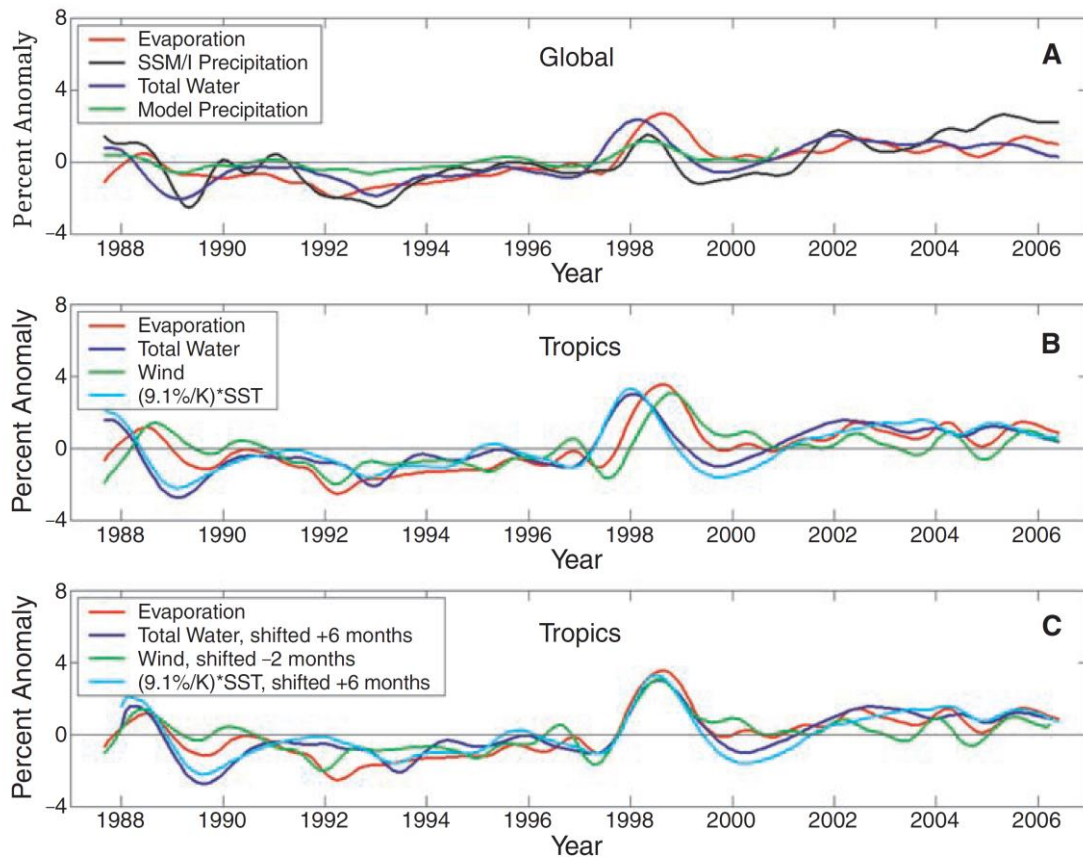 8
4
0
−4
Percent Anomaly
Evaporation
SSM/I Precipitation
Total Water
Model Precipitation
Global
A
1988 1990 1992 1994 1996 1998 2000 2002 2004 2006
Year
8
4
0
−4
Percent Anomaly
Evaporation
Total Water
Wind
(9.1%/K)*SST
Tropics
B
1988 1990 1992 1994 1996 1998 2000 2002 2004 2006
Year
8
4
0
−4
Percent Anomaly
Evaporation
Total Water, shifted +6 months
Wind, shifted −2 months
(9.1%/K)*SST, shifted +6 months
Tropics
C
1988 1990 1992 1994 1996 1998 2000 2002 2004 2006
Year